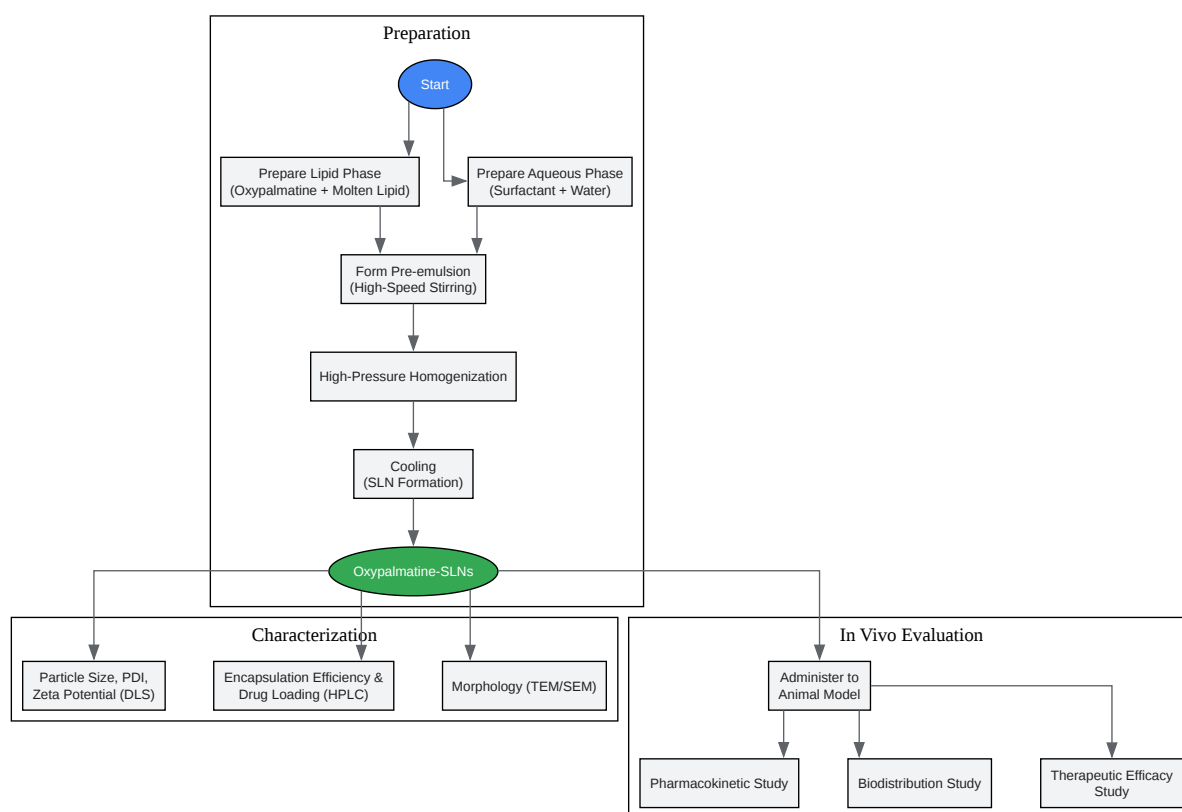 Preparation
Start
Prepare Lipid Phase
(Oxypalmatine + Molten Lipid)
Prepare Aqueous Phase
(Surfactant + Water)
Form Pre-emulsion
(High-Speed Stirring)
High-Pressure Homogenization
Cooling
(SLN Formation)
Oxypalmatine-SLNs
Characterization
Particle Size, PDI,
Zeta Potential (DLS)
Encapsulation Efficiency &
Drug Loading (HPLC)
Morphology (TEM/SEM)
In Vivo Evaluation
Administer to
Animal Model
Pharmacokinetic Study
Biodistribution Study
Therapeutic Efficacy
Study